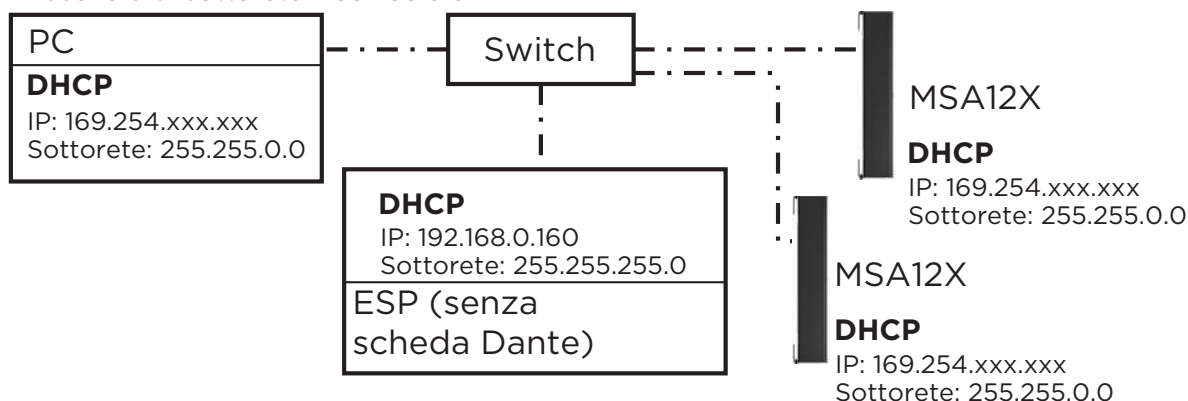 PC
DHCP
IP: 169.254.xxx.xxx
Sottorete: 255.255.0.0
Switch
MSA12X
DHCP
IP: 169.254.xxx.xxx
Sottorete: 255.255.0.0
DHCP
IP: 192.168.0.160
Sottorete: 255.255.255.0
ESP (senza
scheda Dante)
MSA12X
DHCP
IP: 169.254.xxx.xxx
Sottorete: 255.255.0.0